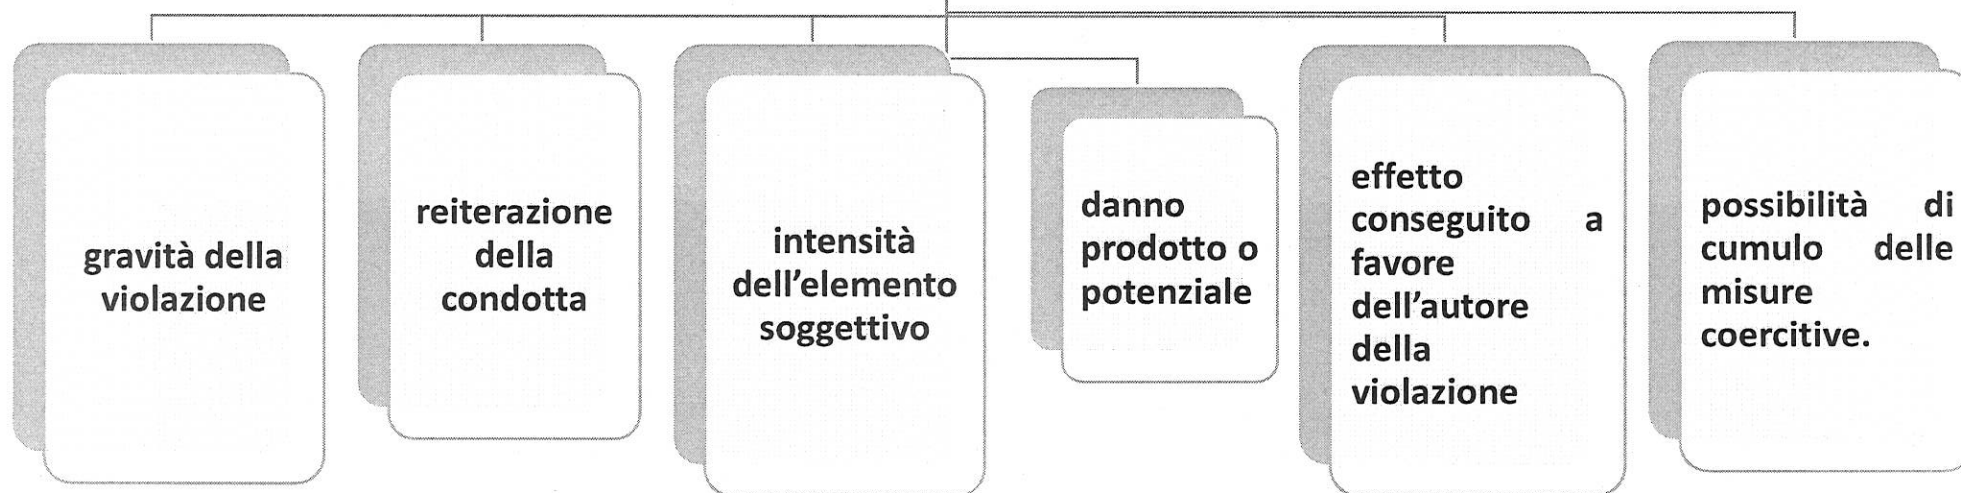 gravità della
violazione
reiterazione
della
condotta
intensità
dell’elemento
soggettivo
danno
prodotto o
potenziale
effetto
conseguito a
favore
dell’autore
della
violazione
possibilità di
cumulo delle
misure
coercitive.